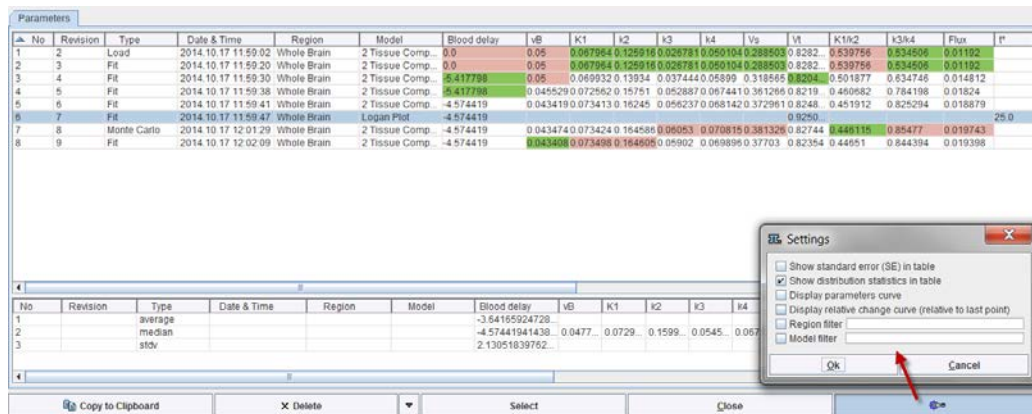 Parameters
No Revision Type Date & Time Region Model Blood delay vB K1 k2 k3 k4 Vs Vt K1/k2 k3/k4 Flux t*
1 2 Load 2014.10.17 11:59:02 Whole Brain 2 Tissue Comp... 0.0 0.05 0.067964 0.125916 0.026781 0.050104 0.288503 0.8282... 0.539756 0.534506 0.01192
2 3 Fit 2014.10.17 11:59:20 Whole Brain 2 Tissue Comp... 0.0 0.05 0.067964 0.125916 0.026781 0.050104 0.288503 0.8282... 0.539756 0.534506 0.01192
3 4 Fit 2014.10.17 11:59:30 Whole Brain 2 Tissue Comp... -5.417798 0.05 0.069932 0.13934 0.037444 0.05899 0.318565 0.8204... 0.501877 0.634746 0.014812
4 5 Fit 2014.10.17 11:59:38 Whole Brain 2 Tissue Comp... -5.417798 0.045529 0.072562 0.15751 0.052887 0.067441 0.361266 0.8219... 0.460682 0.784198 0.01824
5 6 Fit 2014.10.17 11:59:41 Whole Brain 2 Tissue Comp... -4.574419 0.043419 0.073413 0.16245 0.056237 0.068142 0.372961 0.8248... 0.451912 0.825294 0.018879
6 7 Fit 2014.10.17 11:59:47 Whole Brain Logan Plot -4.574419 0.9250... 25.0
7 8 Monte Carlo 2014.10.17 12:01:29 Whole Brain 2 Tissue Comp... -4.574419 0.043474 0.073424 0.164586 0.06053 0.070815 0.381326 0.82744 0.446115 0.85477 0.019743
8 9 Fit 2014.10.17 12:02:09 Whole Brain 2 Tissue Comp... -4.574419 0.043408 0.073498 0.164605 0.05902 0.069896 0.37703 0.82354 0.44651 0.844394 0.019398
Settings
Show standard error (SE) in table
Show distribution statistics in table
Display parameters curve
Display relative change curve (relative to last point)
Region filter
Model filter
Ok Cancel
No Revision Type Date & Time Region Model Blood delay vB K1 k2 k3 k4
1 average -3.64165924728...
2 median -4.57441941438... 0.0477... 0.0729... 0.1599... 0.0545... 0.067
3 stdv 2.13051839762...
Copy to Clipboard X Delete Select Close